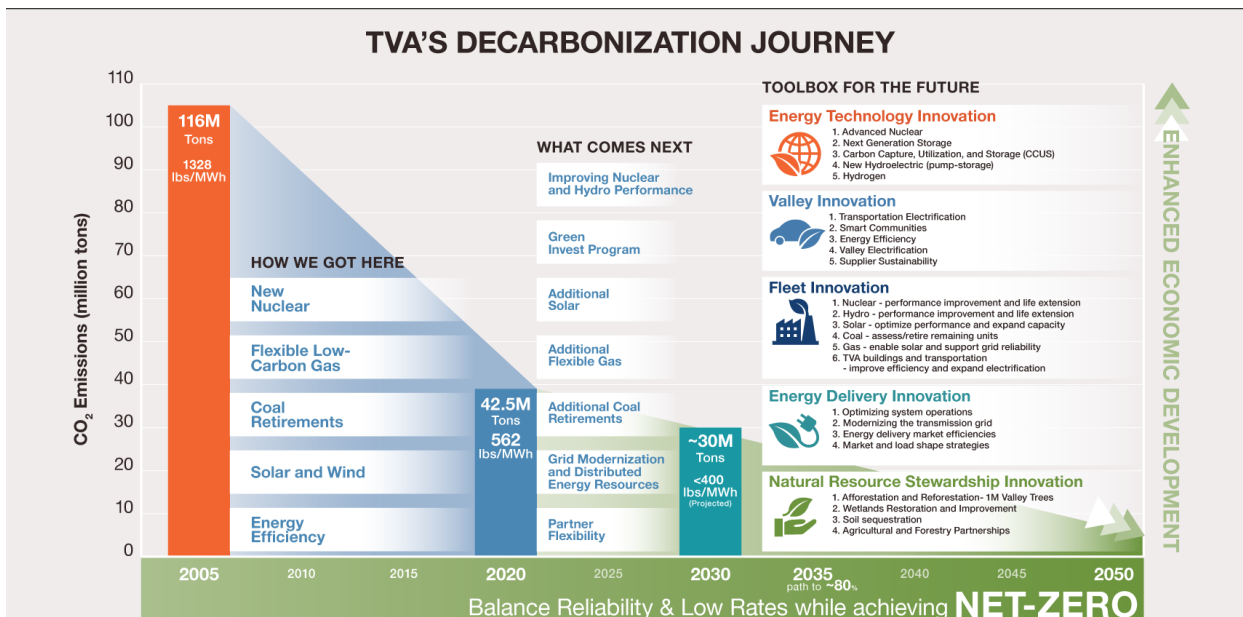 TVA'S DECARBONIZATION JOURNEY
CO2 Emissions (million tons)
110
100
90
80
70
60
50
40
30
20
10
0
116M
Tons
1328
lbs/MWh
HOW WE GOT HERE
New
Nuclear
Flexible Low-
Carbon Gas
Coal
Retirements
Solar and Wind
Energy
Efficiency
42.5M
Tons
562
lbs/MWh
WHAT COMES NEXT
Improving Nuclear
and Hydro Performance
Green
Invest Program
Additional
Solar
Additional
Flexible Gas
Additional Coal
Retirements
Grid Modernization
and Distributed
Energy Resources
Partner
Flexibility
~30M
Tons
<400
lbs/MWh
(Projected)
TOOLBOX FOR THE FUTURE
Energy Technology Innovation
1. Advanced Nuclear
2. Next Generation Storage
3. Carbon Capture, Utilization, and Storage (CCUS)
4. New Hydroelectric (pump-storage)
5. Hydrogen
Valley Innovation
1. Transportation Electrification
2. Smart Communities
3. Energy Efficiency
4. Valley Electrification
5. Supplier Sustainability
Fleet Innovation
1. Nuclear - performance improvement and life extension
2. Hydro - performance improvement and life extension
3. Solar - optimize performance and expand capacity
4. Coal - assess/retire remaining units
5. Gas - enable solar and support grid reliability
6. TVA buildings and transportation
- improve efficiency and expand electrification
Energy Delivery Innovation
1. Optimizing system operations
2. Modernizing the transmission grid
3. Energy delivery market efficiencies
4. Market and load shape strategies
Natural Resource Stewardship Innovation
1. Afforestation and Reforestation- 1M Valley Trees
2. Wetlands Restoration and Improvement
3. Soil sequestration
4. Agricultural and Forestry Partnerships
ENHANCED ECONOMIC DEVELOPMENT
2005 2010 2015 2020 2025 2030 2035 2040 2045 2050
path to ~80%
Balance Reliability & Low Rates while achieving NET-ZERO